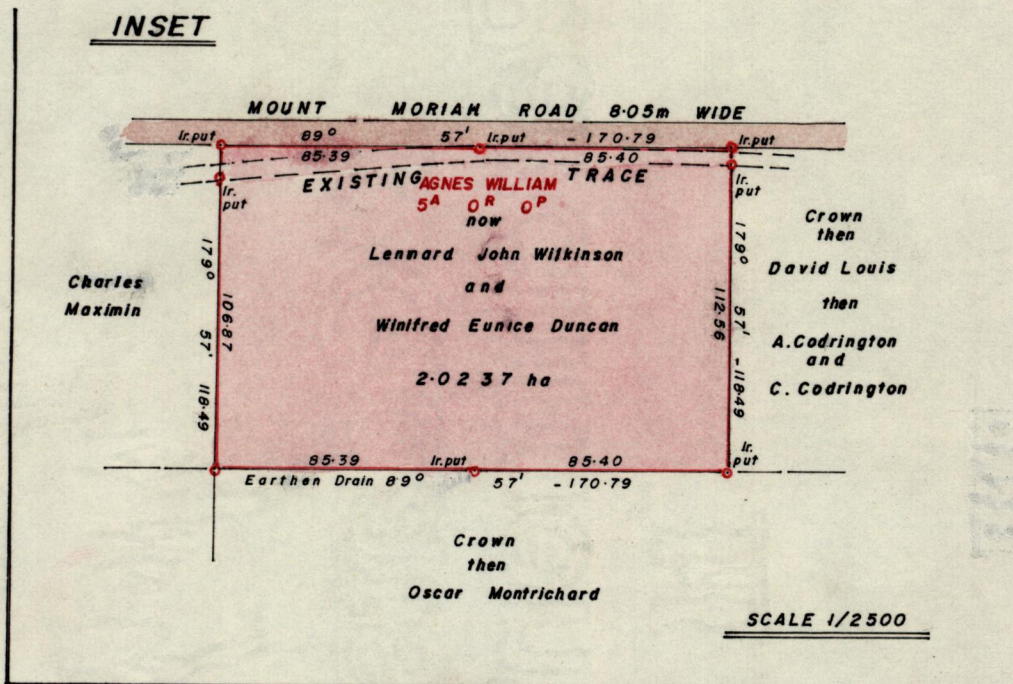 INSET
MOUNT MORIAH ROAD 8·05m WIDE
Ir.put 89° 57' Ir.put - 170·79 Ir.put
85·39 85·40
EXISTING TRACE
Ir. put
Ir. put
AGNES WILLIAM
5A 0R 0P
now
Lennard John Wilkinson
and
Winifred Eunice Duncan
2·0237 ha
Charles
Maximin
179° 57' 118·49
106·87
112·56
179° 57' - 118·49
Crown
then
David Louis
then
A.Codrington
and
C. Codrington
Ir. put
85·39 Ir.put 85·40
Earthen Drain 89° 57' - 170·79
Crown
then
Oscar Montrichard
SCALE 1/2500